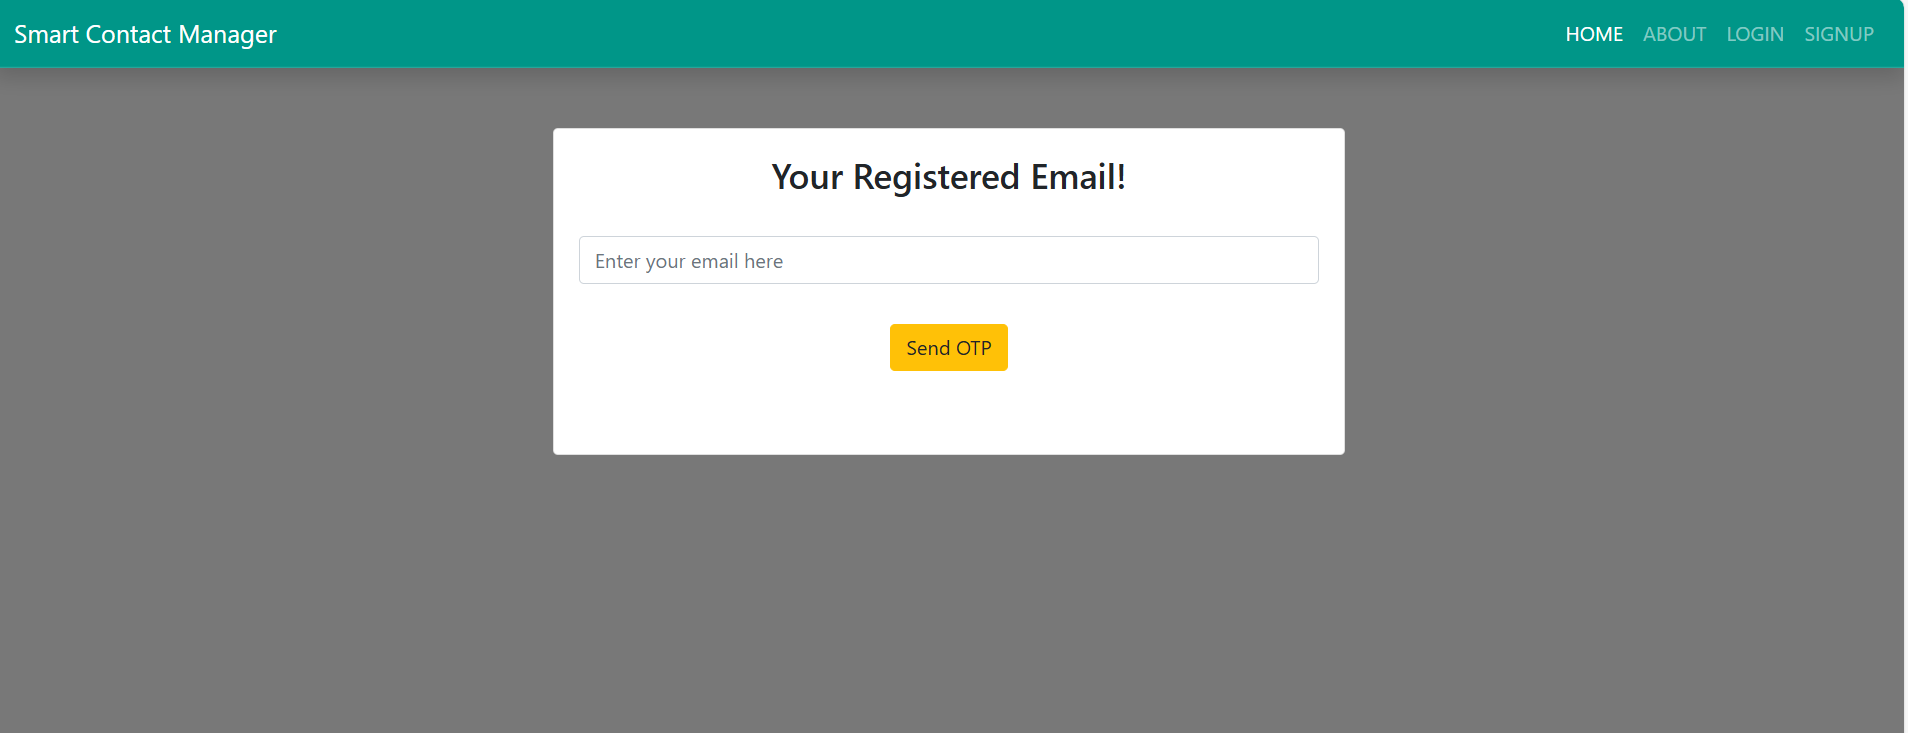 Smart Contact Manager HOME ABOUT LOGIN SIGNUP
Your Registered Email!
Enter your email here
Send OTP